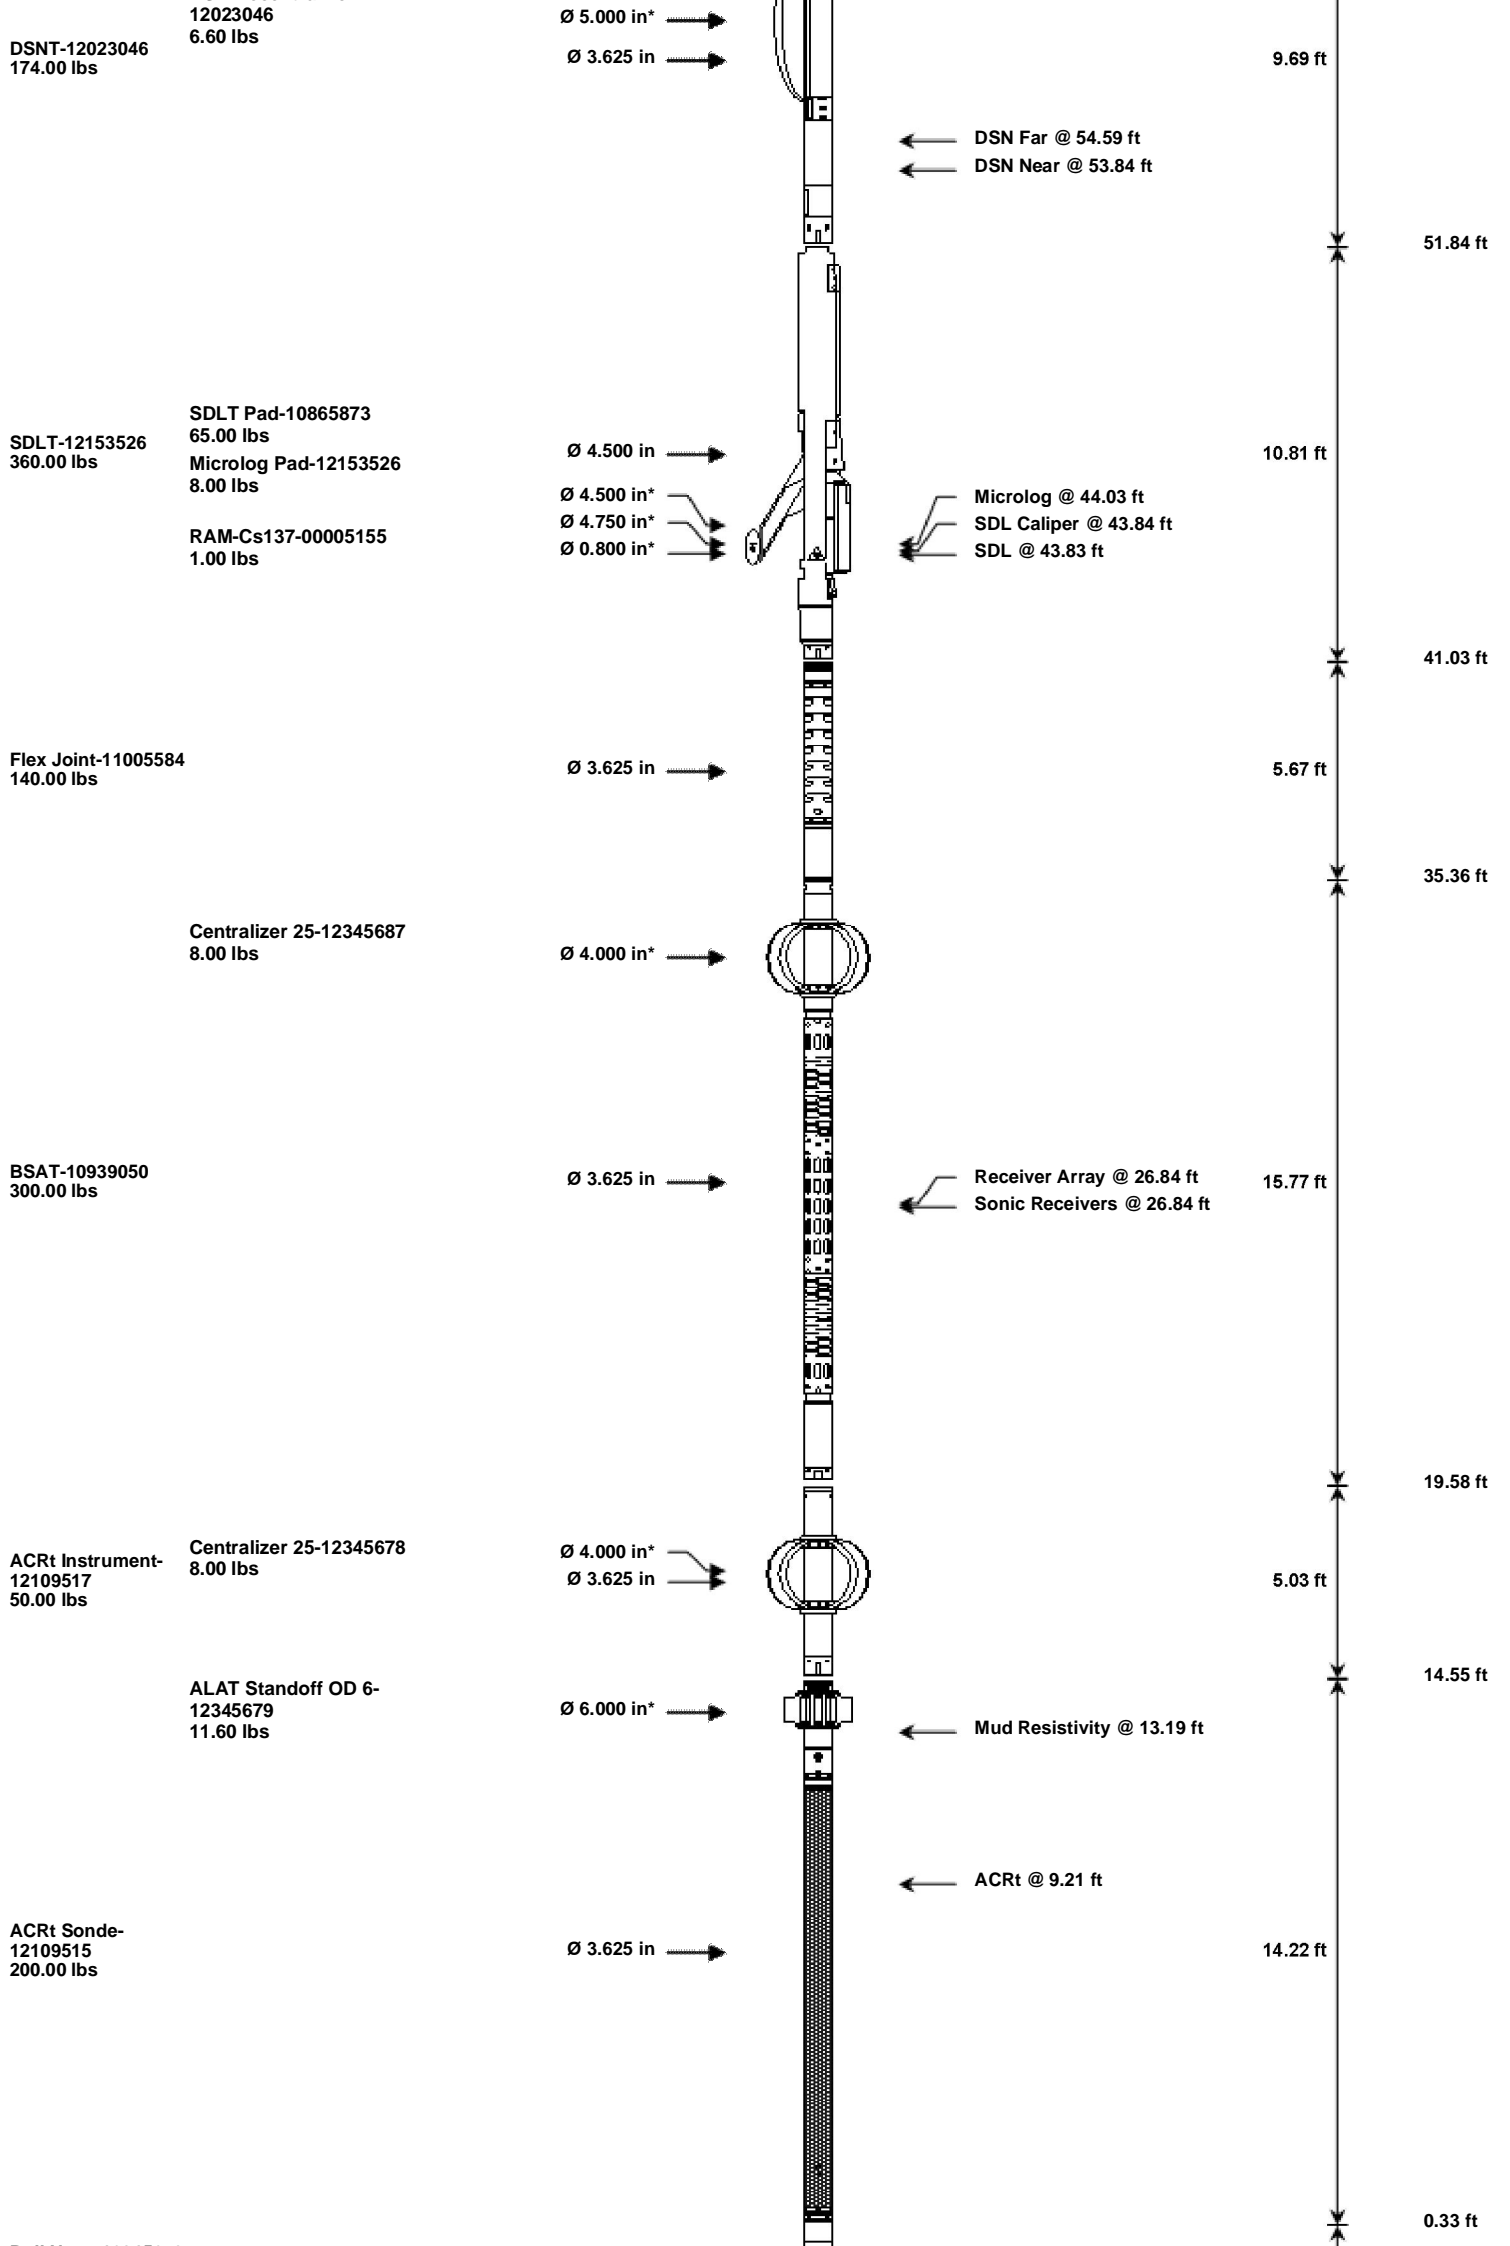 12023046
6.60 lbs
Ø 5.000 in*
DSNT-12023046
174.00 lbs
Ø 3.625 in
9.69 ft
DSN Far @ 54.59 ft
DSN Near @ 53.84 ft
51.84 ft
SDLT-12153526
360.00 lbs
SDLT Pad-10865873
65.00 lbs
Microlog Pad-12153526
8.00 lbs
RAM-Cs137-00005155
1.00 lbs
Ø 4.500 in
Ø 4.500 in*
Ø 4.750 in*
Ø 0.800 in*
Microlog @ 44.03 ft
SDL Caliper @ 43.84 ft
SDL @ 43.83 ft
10.81 ft
41.03 ft
Flex Joint-11005584
140.00 lbs
Ø 3.625 in
5.67 ft
35.36 ft
Centralizer 25-12345687
8.00 lbs
Ø 4.000 in*
BSAT-10939050
300.00 lbs
Ø 3.625 in
Receiver Array @ 26.84 ft
Sonic Receivers @ 26.84 ft
15.77 ft
19.58 ft
ACRt Instrument-
12109517
50.00 lbs
Centralizer 25-12345678
8.00 lbs
Ø 4.000 in*
Ø 3.625 in
5.03 ft
14.55 ft
ALAT Standoff OD 6-
12345679
11.60 lbs
Ø 6.000 in*
Mud Resistivity @ 13.19 ft
ACRt @ 9.21 ft
ACRt Sonde-
12109515
200.00 lbs
Ø 3.625 in
14.22 ft
0.33 ft